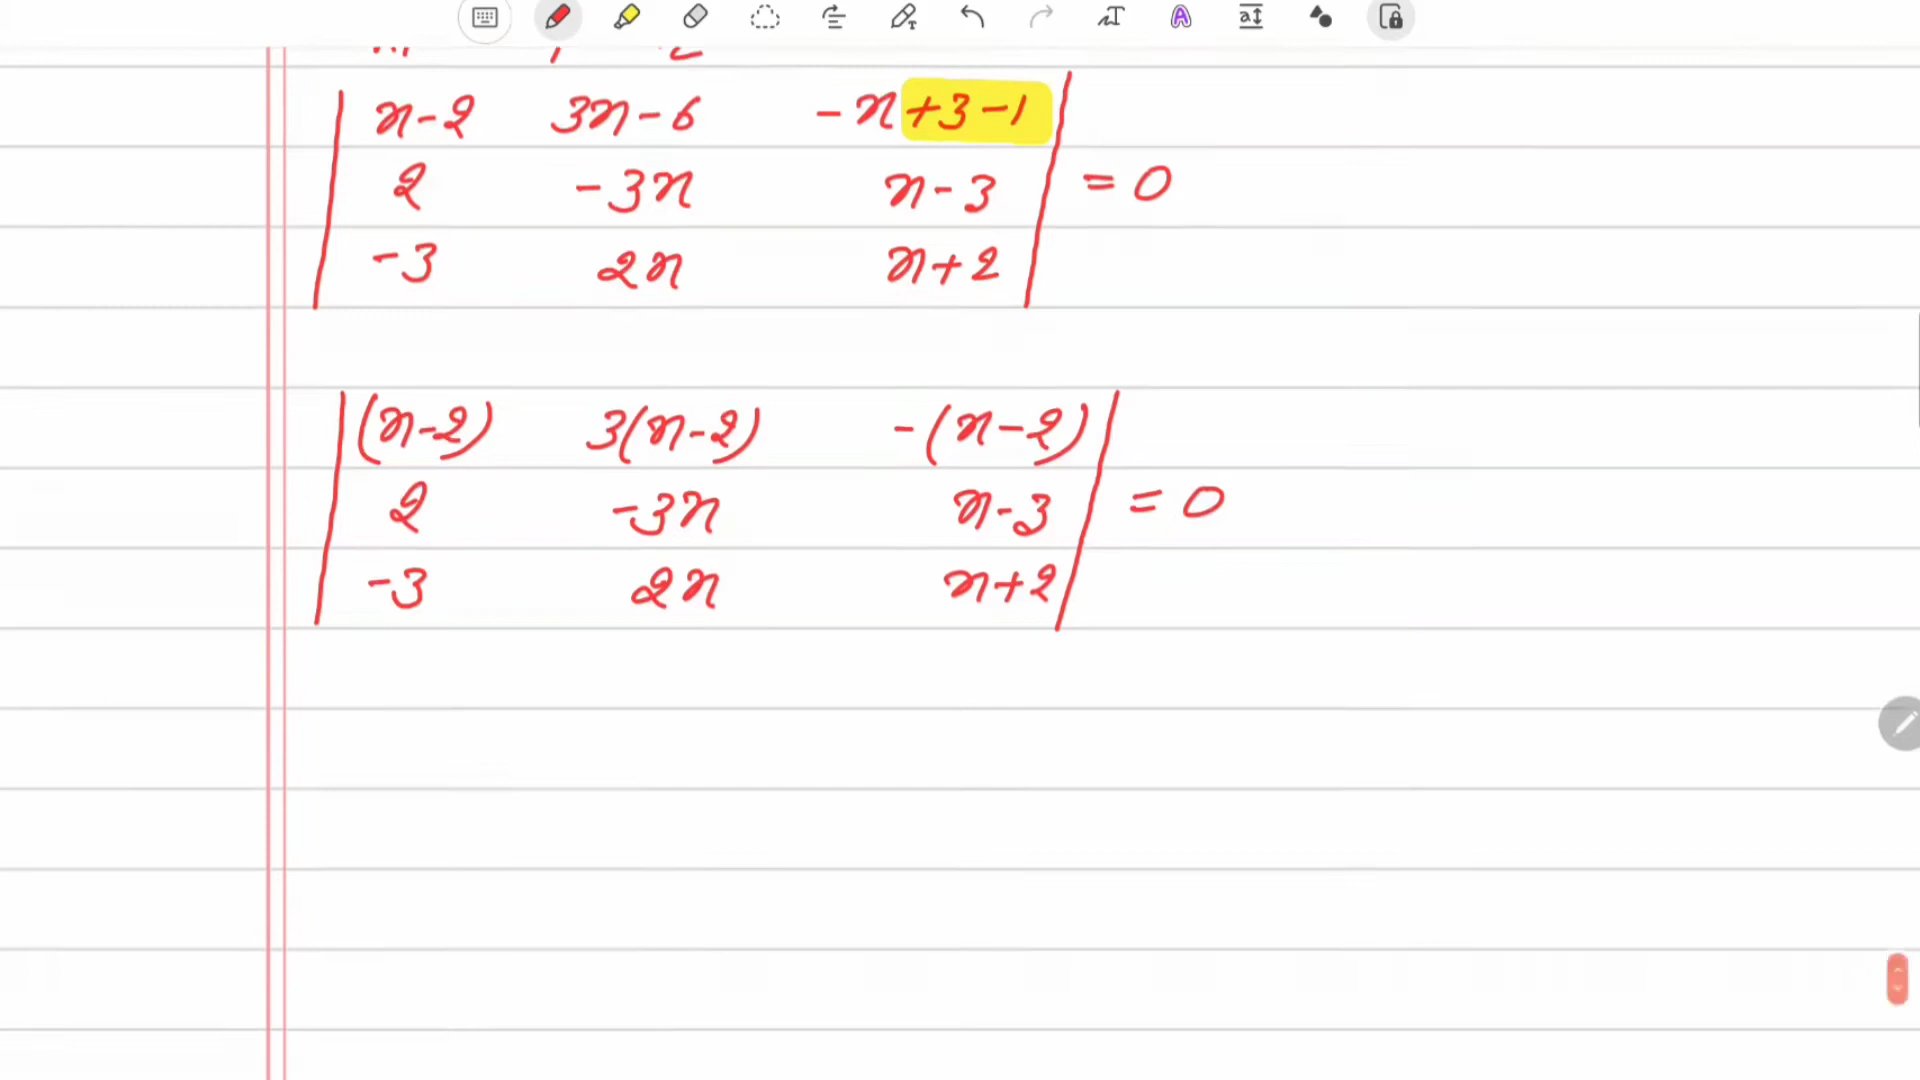 x-2 3x-6 -x+3-1
2 -3x x-3 = 0
-3 2x x+2
(x-2) 3(x-2) -(x-2)
2 -3x x-3 = 0
-3 2x x+2